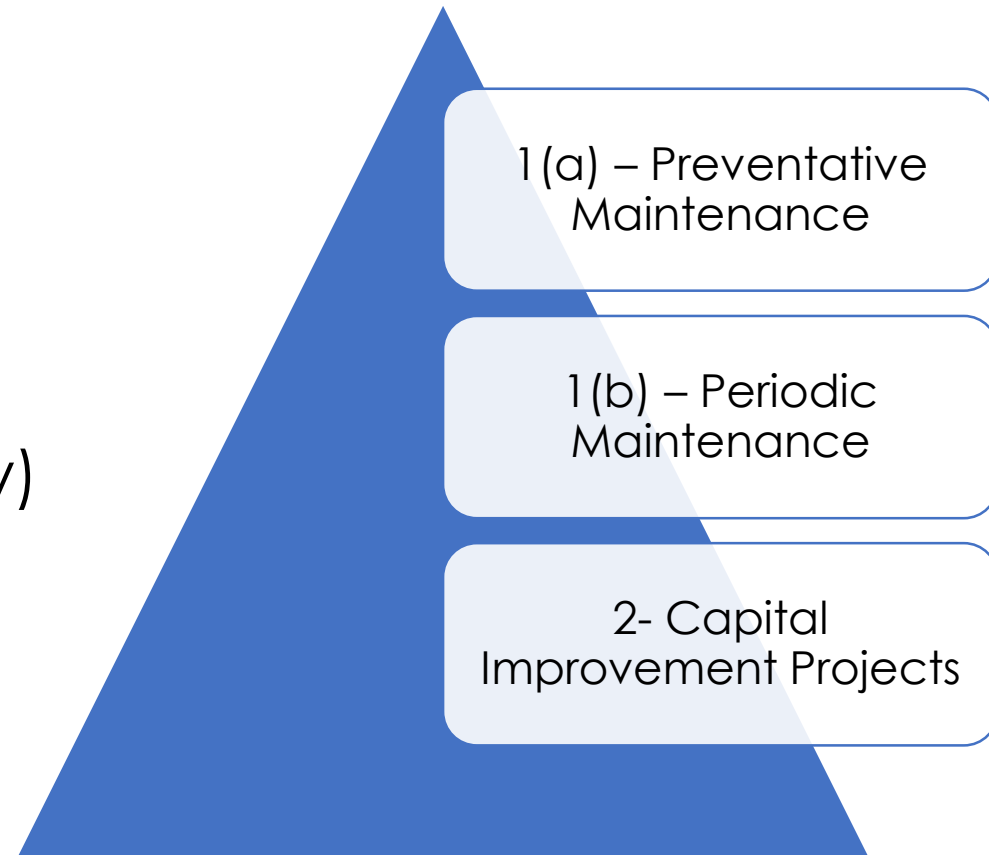 1(a) – Preventative
Maintenance
1(b) – Periodic
Maintenance
y)
2- Capital
Improvement Projects